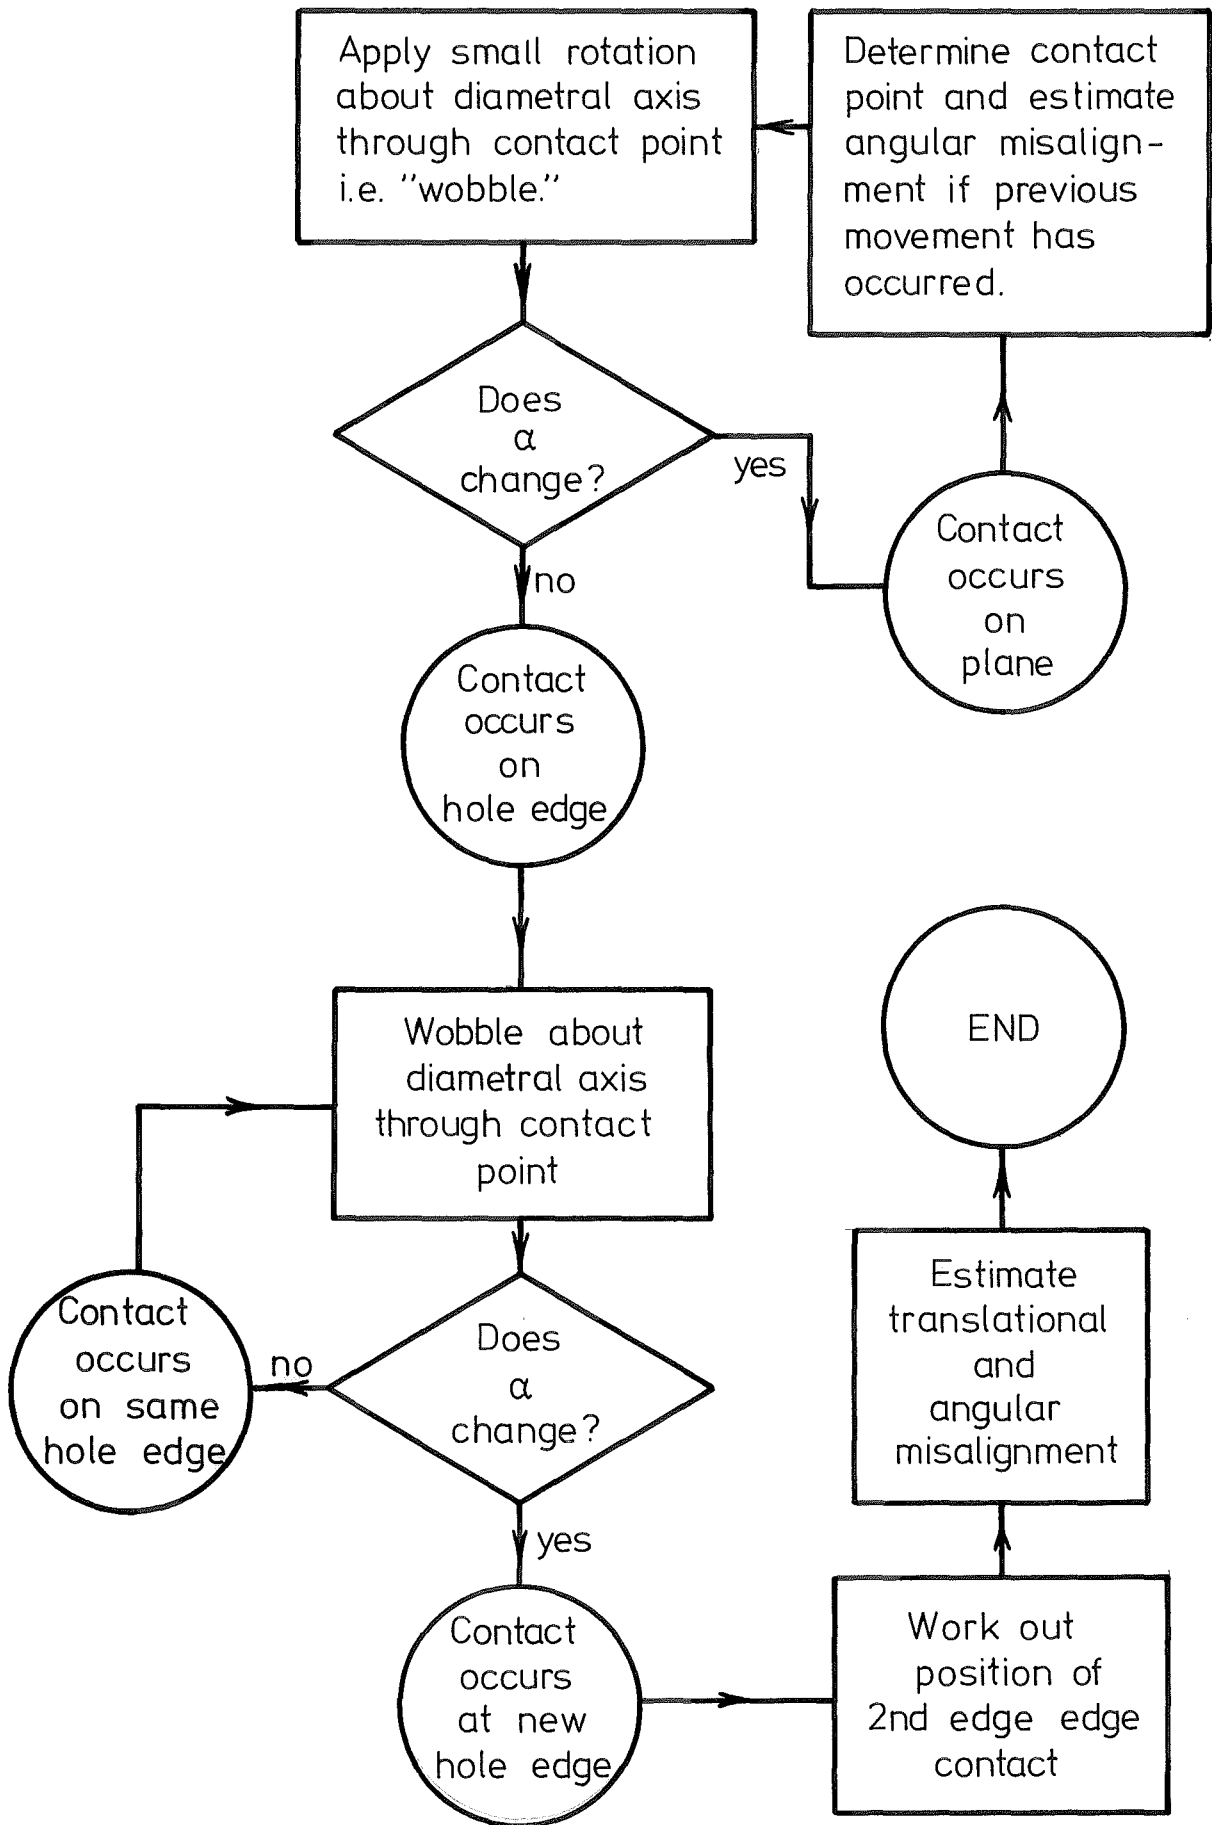 Apply small rotation
about diametral axis
through contact point
i.e. "wobble."
Determine contact
point and estimate
angular misalign-
ment if previous
movement has
occurred.
Does
α
change?
yes
no
Contact
occurs
on
plane
Contact
occurs
on
hole edge
Wobble about
diametral axis
through contact
point
Does
α
change?
no
Contact
occurs
on same
hole edge
yes
Contact
occurs
at new
hole edge
Work out
position of
2nd edge edge
contact
Estimate
translational
and
angular
misalignment
END